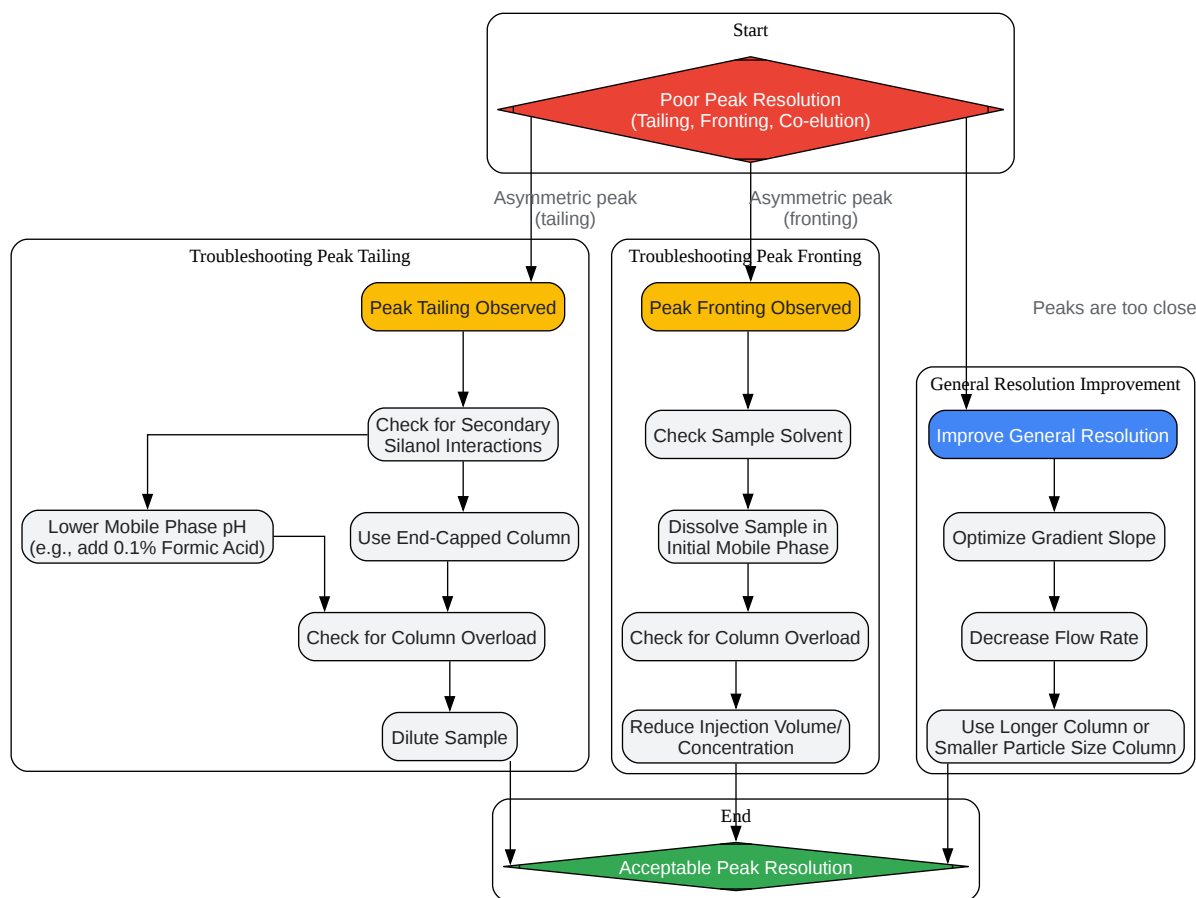 Start
Poor Peak Resolution
(Tailing, Fronting, Co-elution)
Asymmetric peak
(tailing)
Asymmetric peak
(fronting)
Peaks are too close
Troubleshooting Peak Tailing
Peak Tailing Observed
Check for Secondary
Silanol Interactions
Lower Mobile Phase pH
(e.g., add 0.1% Formic Acid)
Use End-Capped Column
Check for Column Overload
Dilute Sample
Troubleshooting Peak Fronting
Peak Fronting Observed
Check Sample Solvent
Dissolve Sample in
Initial Mobile Phase
Check for Column Overload
Reduce Injection Volume/
Concentration
General Resolution Improvement
Improve General Resolution
Optimize Gradient Slope
Decrease Flow Rate
Use Longer Column or
Smaller Particle Size Column
End
Acceptable Peak Resolution